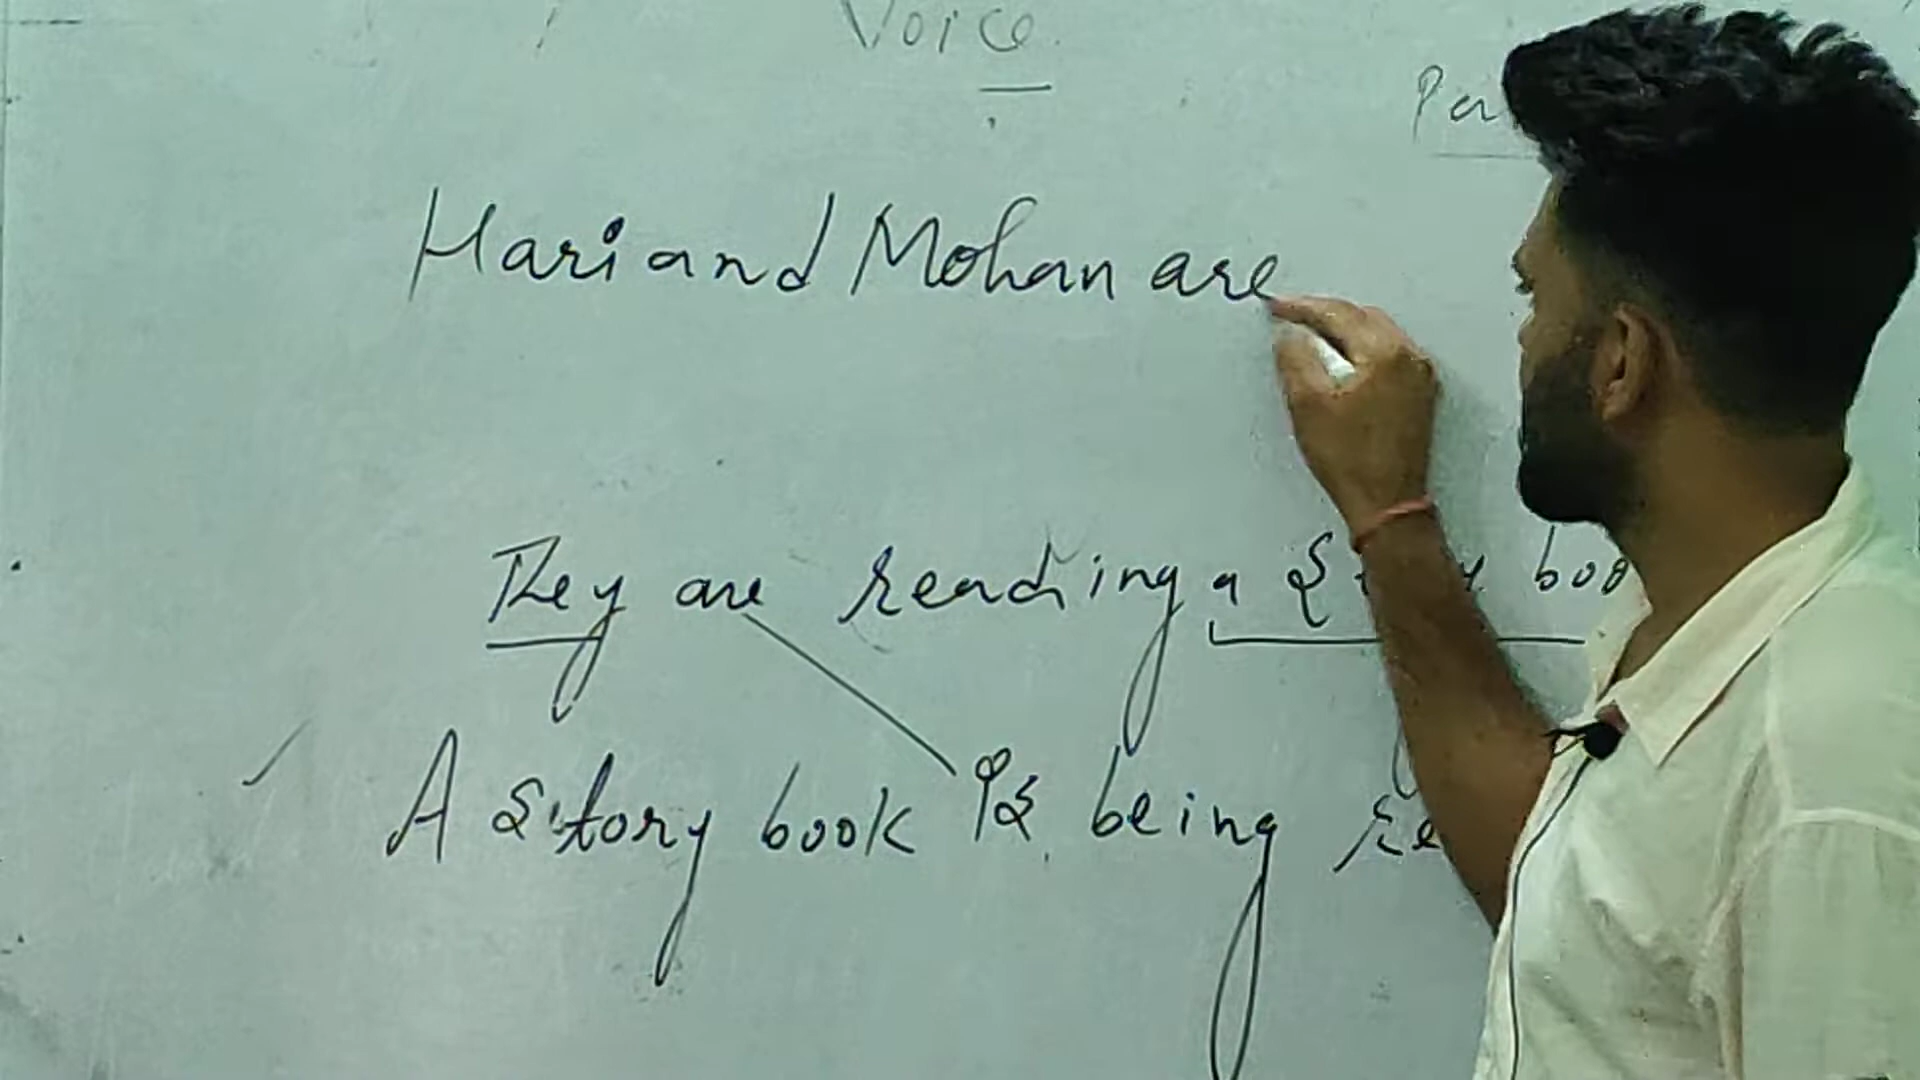 Voice
Hari and Mohan are
They are reading a
A story book is being